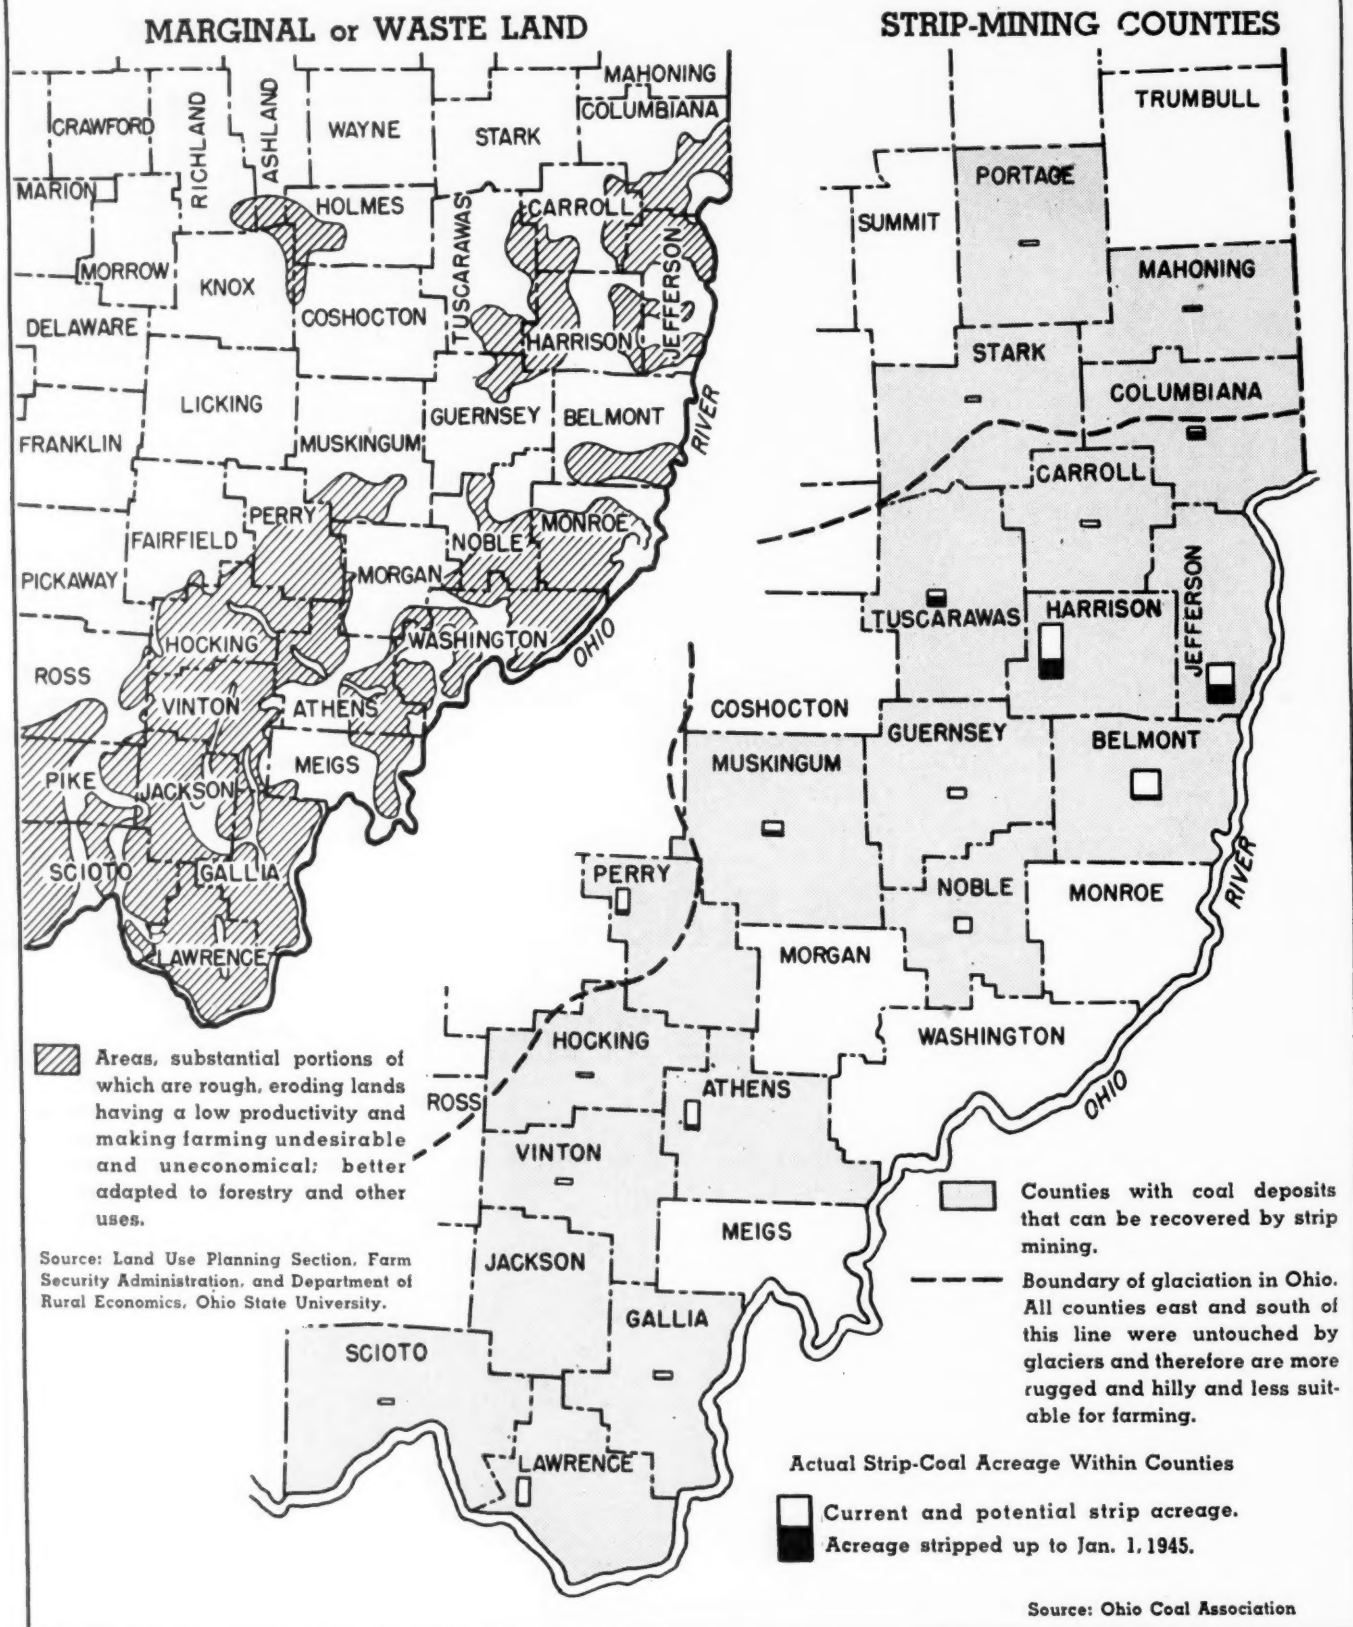 MARGINAL or WASTE LAND
MAHONING
COLUMBIANA
CRAWFORD
RICHLAND
ASHLAND
WAYNE
STARK
MARION
HOLMES
TUSCARAWAS
CARROLL
JEFFERSON
MORROW
KNOX
COSHOCTON
DELAWARE
HARRISON
LICKING
GUERNSEY
BELMONT
RIVER
FRANKLIN
MUSKINGUM
PERRY
MONROE
FAIRFIELD
NOBLE
PICKAWAY
MORGAN
HOCKING
WASHINGTON
OHIO
ROSS
VINTON
ATHENS
MEIGS
PIKE
JACKSON
SCIOTO
GALLIA
LAWRENCE
Areas, substantial portions of
which are rough, eroding lands
having a low productivity and
making farming undesirable
and uneconomical; better
adapted to forestry and other
uses.
Source: Land Use Planning Section, Farm
Security Administration, and Department of
Rural Economics, Ohio State University.
STRIP-MINING COUNTIES
TRUMBULL
PORTAGE
SUMMIT
MAHONING
STARK
COLUMBIANA
CARROLL
TUSCARAWAS
HARRISON
JEFFERSON
COSHOCTON
GUERNSEY
BELMONT
MUSKINGUM
PERRY
NOBLE
MONROE
RIVER
MORGAN
WASHINGTON
HOCKING
OHIO
ROSS
ATHENS
VINTON
MEIGS
JACKSON
GALLIA
SCIOTO
LAWRENCE
Counties with coal deposits
that can be recovered by strip
mining.
Boundary of glaciation in Ohio.
All counties east and south of
this line were untouched by
glaciers and therefore are more
rugged and hilly and less suit-
able for farming.
Actual Strip-Coal Acreage Within Counties
Current and potential strip acreage.
Acreage stripped up to Jan. 1, 1945.
Source: Ohio Coal Association